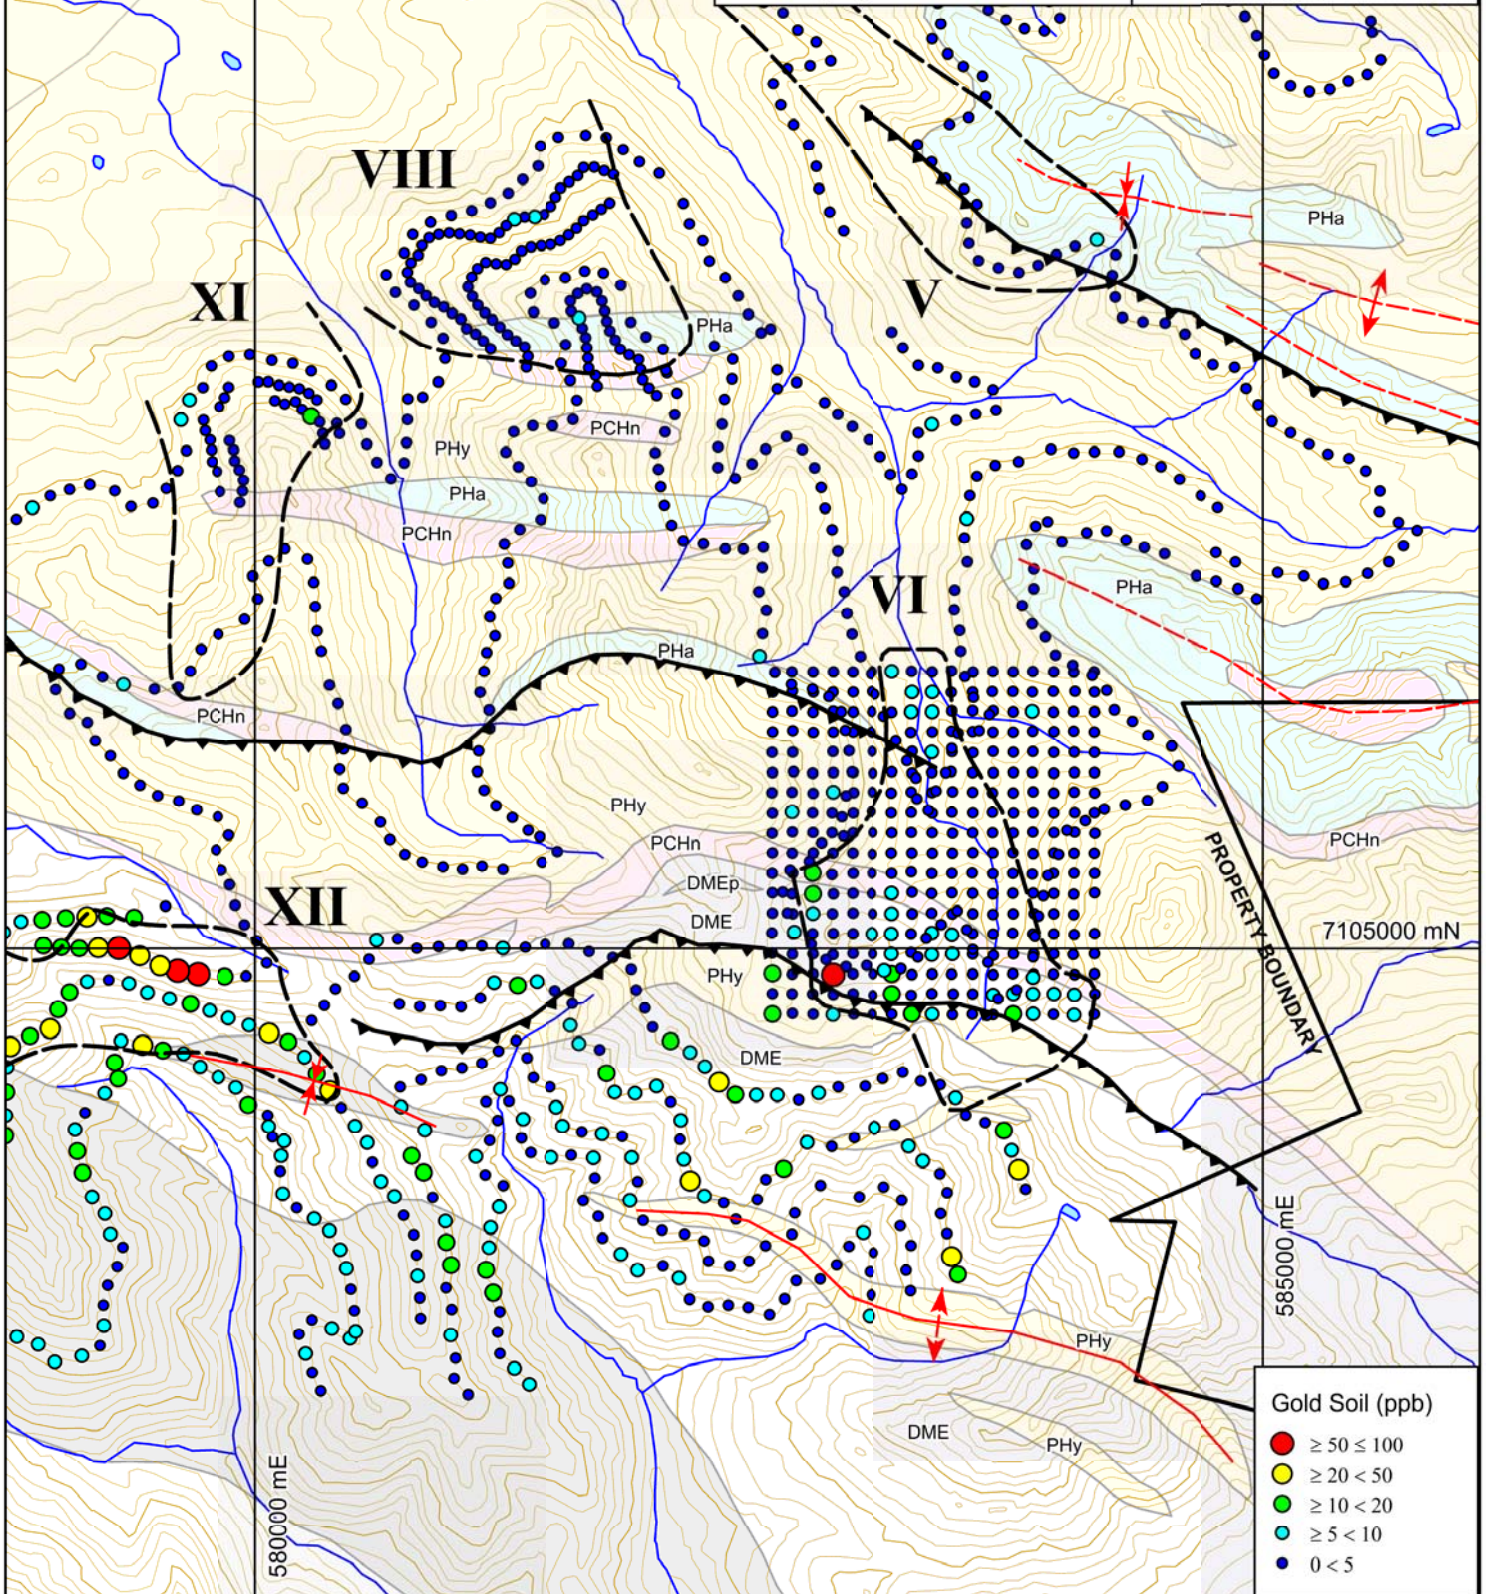 VIII
PHa
XI
V
PHa
PCHn
PHy
PHa
PCHn
VI
PHa
PHa
PCHn
PHy
PCHn
PCHn
DMEp
XII
DME
7105000 mN
PHy
PROPERTY BOUNDARY
DME
585000 mE
PHy
DME
PHy
580000 mE
Gold Soil (ppb)
≥ 50 ≤ 100
≥ 20 < 50
≥ 10 < 20
≥ 5 < 10
0 < 5